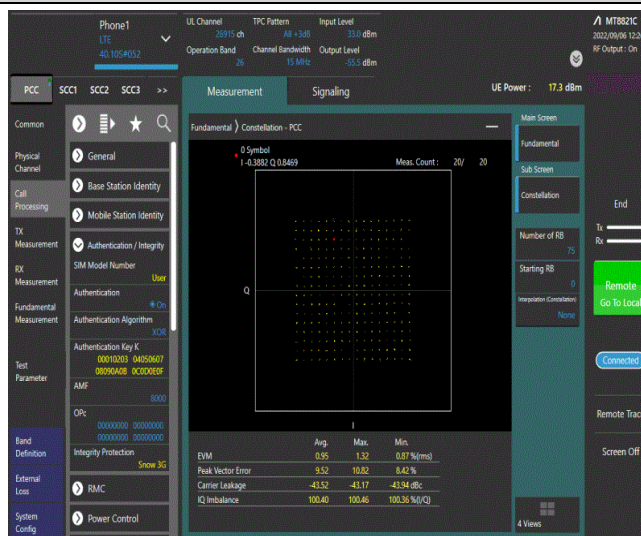 Phone1
LTE
40.10S#052
UL Channel
26915 ch
TPC Pattern
All +3dB
Input Level
33.0 dBm
Operation Band
26
Channel Bandwidth
15 MHz
Output Level
-55.5 dBm
MT8821C
2022/09/06 12:2
RF Output : On
PCC SCC1 SCC2 SCC3 >>
Measurement
Signaling
UE Power : 17.3 dBm
Common
Physical
Channel
Call
Processing
TX
Measurement
RX
Measurement
Fundamental
Measurement
Test
Parameter
Band
Definition
External
Loss
System
Config
General
Base Station Identity
Mobile Station Identity
Authentication / Integrity
SIM Model Number
User
Authentication
On
Authentication Algorithm
XOR
Authentication Key K
00010203 04050607
08090A0B 0C0D0E0F
AMF
8000
OPc
00000000 00000000
00000000 00000000
Integrity Protection
Snow 3G
RMC
Power Control
Fundamental Constellation - PCC
0 Symbol
I -0.3882 Q 0.8469
Meas. Count : 20/ 20
Q
I
Avg. Max. Min.
EVM 0.95 1.32 0.87 %(rms)
Peak Vector Error 9.52 10.82 8.42 %
Carrier Leakage -43.52 -43.17 -43.94 dBc
IQ Imbalance 100.40 100.46 100.36 %(I/Q)
Main Screen
Fundamental
Sub Screen
Constellation
Number of RB
75
Starting RB
0
Interpolation (Constellation)
None
4 Views
End
Tx
Rx
Remote
Go To Local
Connected
Remote Trac
Screen Off